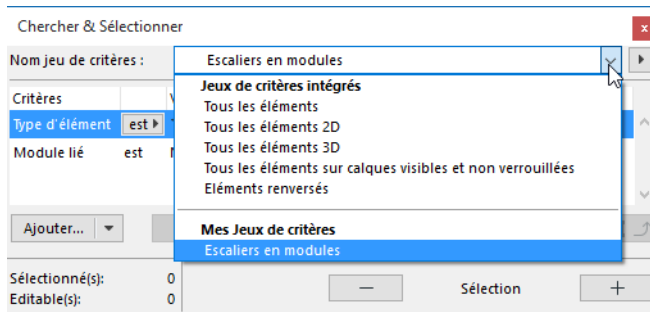 Chercher & Sélectionner
x
Nom jeu de critères :
Escaliers en modules
Critères
Jeux de critères intégrés
Tous les éléments
Type d'élément est
Tous les éléments 2D
Tous les éléments 3D
Module lié est
Tous les éléments sur calques visibles et non verrouillées
Eléments renversés
Ajouter...
Mes Jeux de critères
Escaliers en modules
Sélectionné(s): 0
Editable(s): 0
— Sélection +